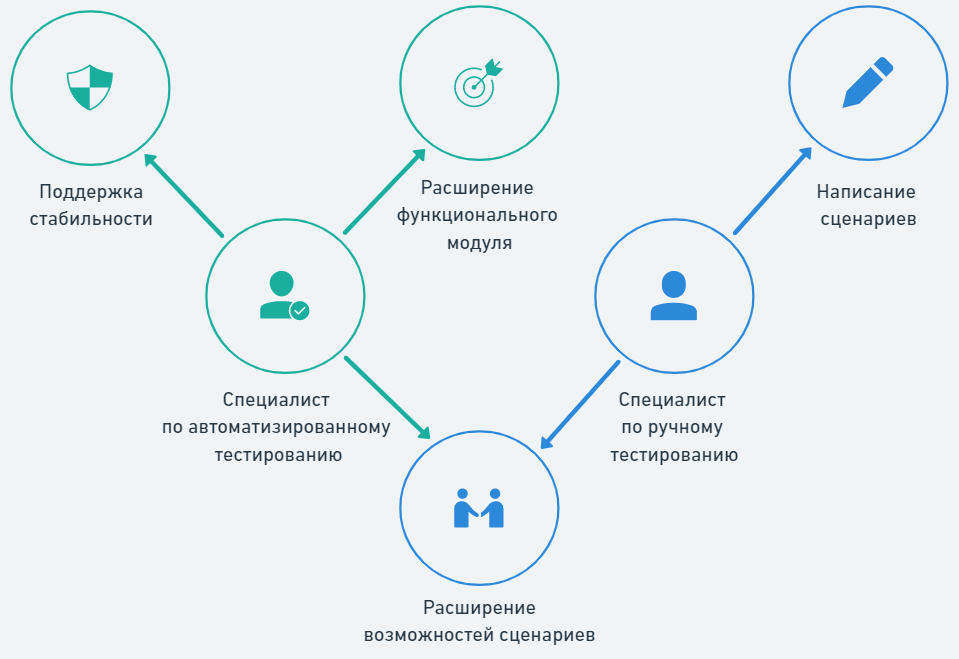 Поддержка
стабильности
Расширение
функционального
модуля
Написание
сценариев
Специалист
по автоматизированному
тестированию
Специалист
по ручному
тестированию
Расширение
возможностей сценариев